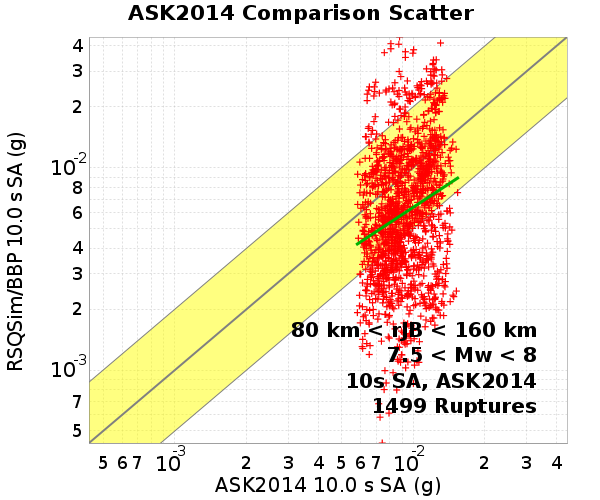 ASK2014 Comparison Scatter
RSQSim/BBP 10.0 s SA (g)
4
3
2
10-2
8
6
4
3
2
10-3
7
5
80 km < rJB < 160 km
7.5 < Mw < 8
10s SA, ASK2014
1499 Ruptures
5 6 7 10-3 2 3 4 5 6 7 10-2 2 3 4
ASK2014 10.0 s SA (g)